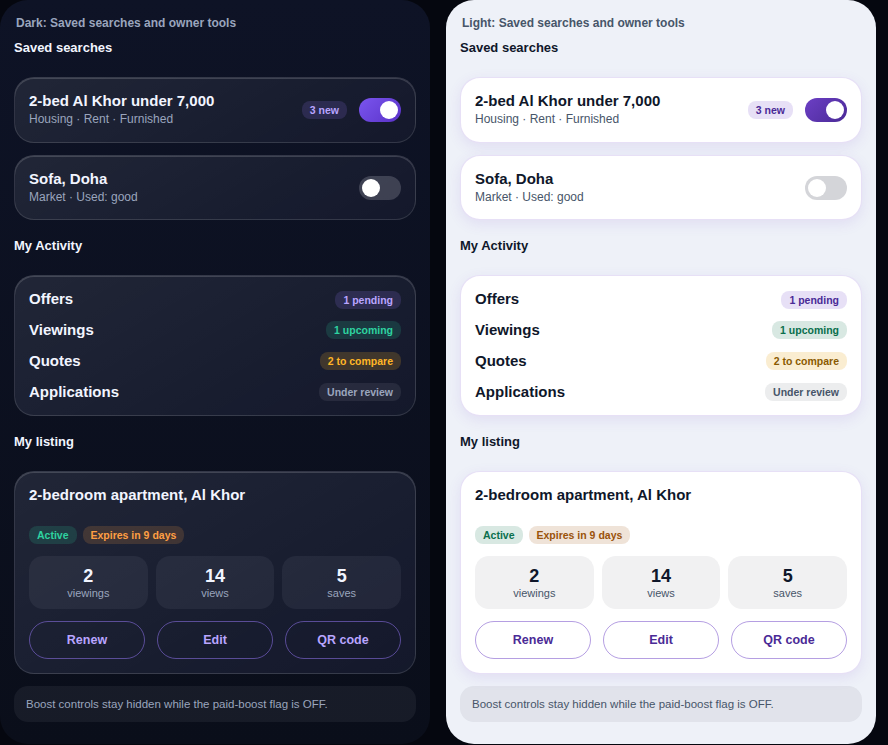 Dark: Saved searches and owner tools
Saved searches
2-bed Al Khor under 7,000
Housing · Rent · Furnished
3 new
Sofa, Doha
Market · Used: good
My Activity
Offers
1 pending
Viewings
1 upcoming
Quotes
2 to compare
Applications
Under review
My listing
2-bedroom apartment, Al Khor
Active
Expires in 9 days
2
viewings
14
views
5
saves
Renew
Edit
QR code
Boost controls stay hidden while the paid-boost flag is OFF.
Light: Saved searches and owner tools
Saved searches
2-bed Al Khor under 7,000
Housing · Rent · Furnished
3 new
Sofa, Doha
Market · Used: good
My Activity
Offers
1 pending
Viewings
1 upcoming
Quotes
2 to compare
Applications
Under review
My listing
2-bedroom apartment, Al Khor
Active
Expires in 9 days
2
viewings
14
views
5
saves
Renew
Edit
QR code
Boost controls stay hidden while the paid-boost flag is OFF.